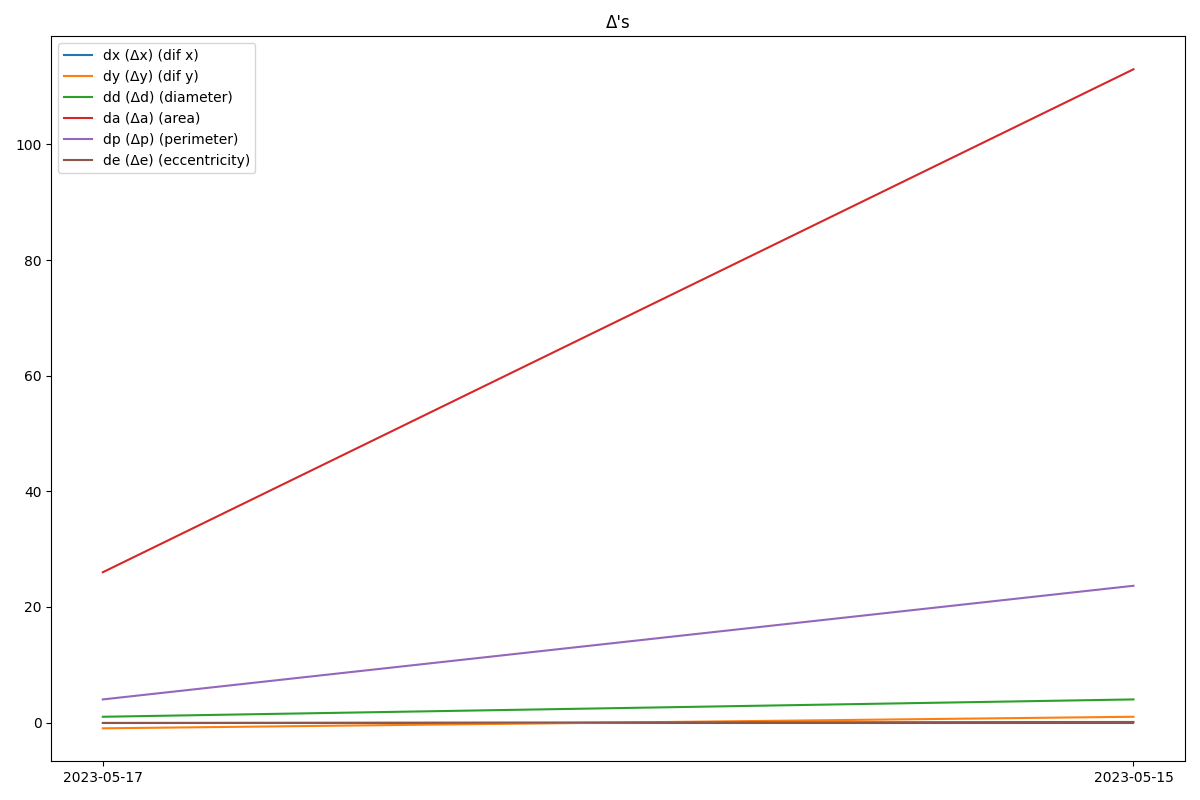 Δ's
dx (Δx) (dif x)
dy (Δy) (dif y)
dd (Δd) (diameter)
da (Δa) (area)
dp (Δp) (perimeter)
de (Δe) (eccentricity)
100
80
60
40
20
0
2023-05-17
2023-05-15